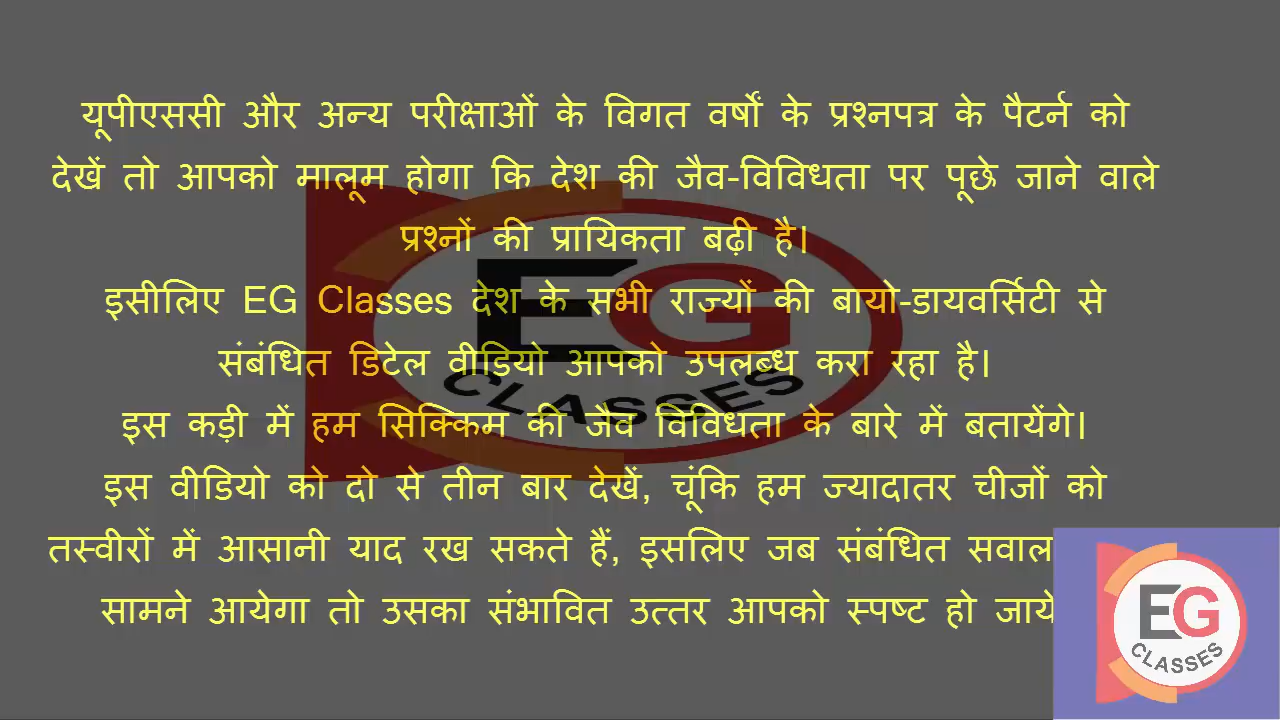 यूपीएससी और अन्य परीक्षाओं के विगत वर्षों के प्रश्नपत्र के पैटर्न को
देखें तो आपको मालूम होगा कि देश की जैव-विविधता पर पूछे जाने वाले
प्रश्नों की प्रायिकता बढ़ी है।
इसीलिए EG Classes देश के सभी राज्यों की बायो-डायवर्सिटी से
संबंधित डिटेल वीडियो आपको उपलब्ध करा रहा है।
इस कड़ी में हम सिक्किम की जैव विविधता के बारे में बतायेंगे।
इस वीडियो को दो से तीन बार देखें, चूंकि हम ज्यादातर चीजों को
तस्वीरों में आसानी याद रख सकते हैं, इसलिए जब संबंधित सवाल
सामने आयेगा तो उसका संभावित उत्तर आपको स्पष्ट हो जाये
EG
CLASSES
EG
CLASSES